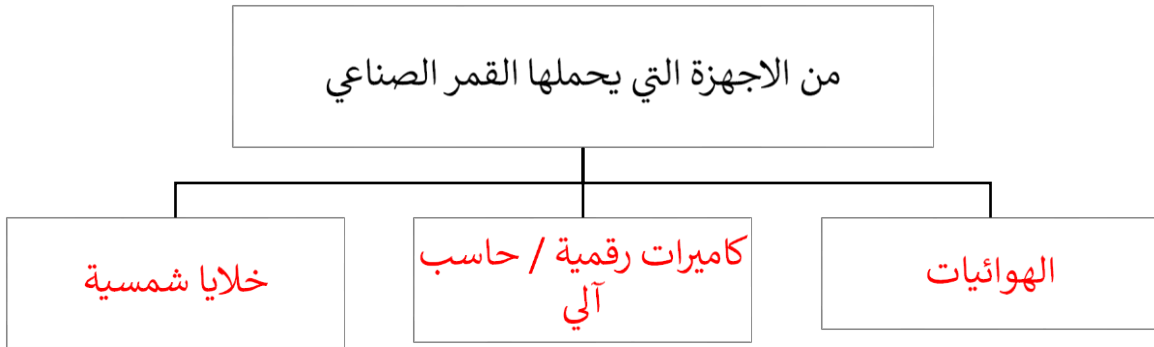 من الاجهزة التي يحملها القمر الصناعي
الهوائيات
كاميرات رقمية / حاسب
آلي
خلايا شمسية